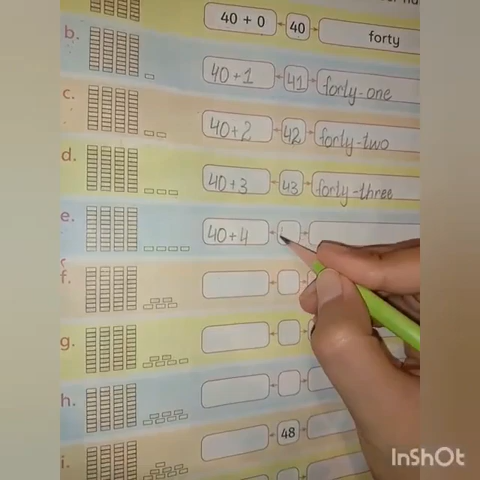 40 + 0 40 forty
b. 40+1 41 forty-one
c. 40+2 42 forty-two
d. 40+3 43 forty-three
e. 40+4
f.
g.
h.
i. 48
InShOt